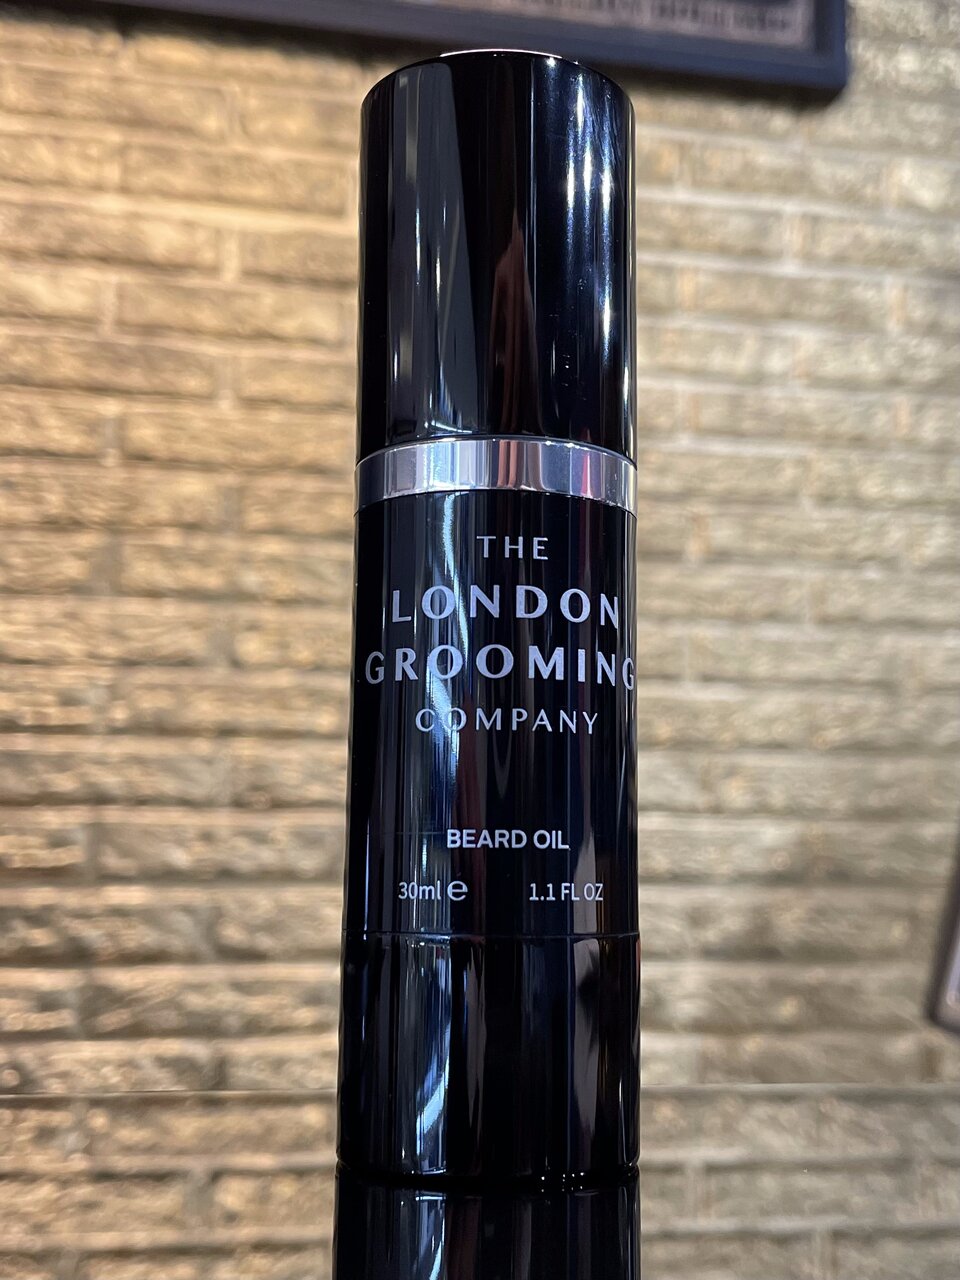 THE
LONDON
GROOMING
COMPANY
BEARD OIL
30ml ℮ 1.1 FL OZ